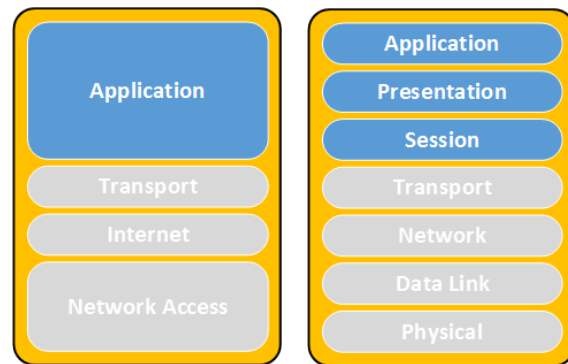 Application
Transport
Internet
Network Access
Application
Presentation
Session
Transport
Network
Data Link
Physical